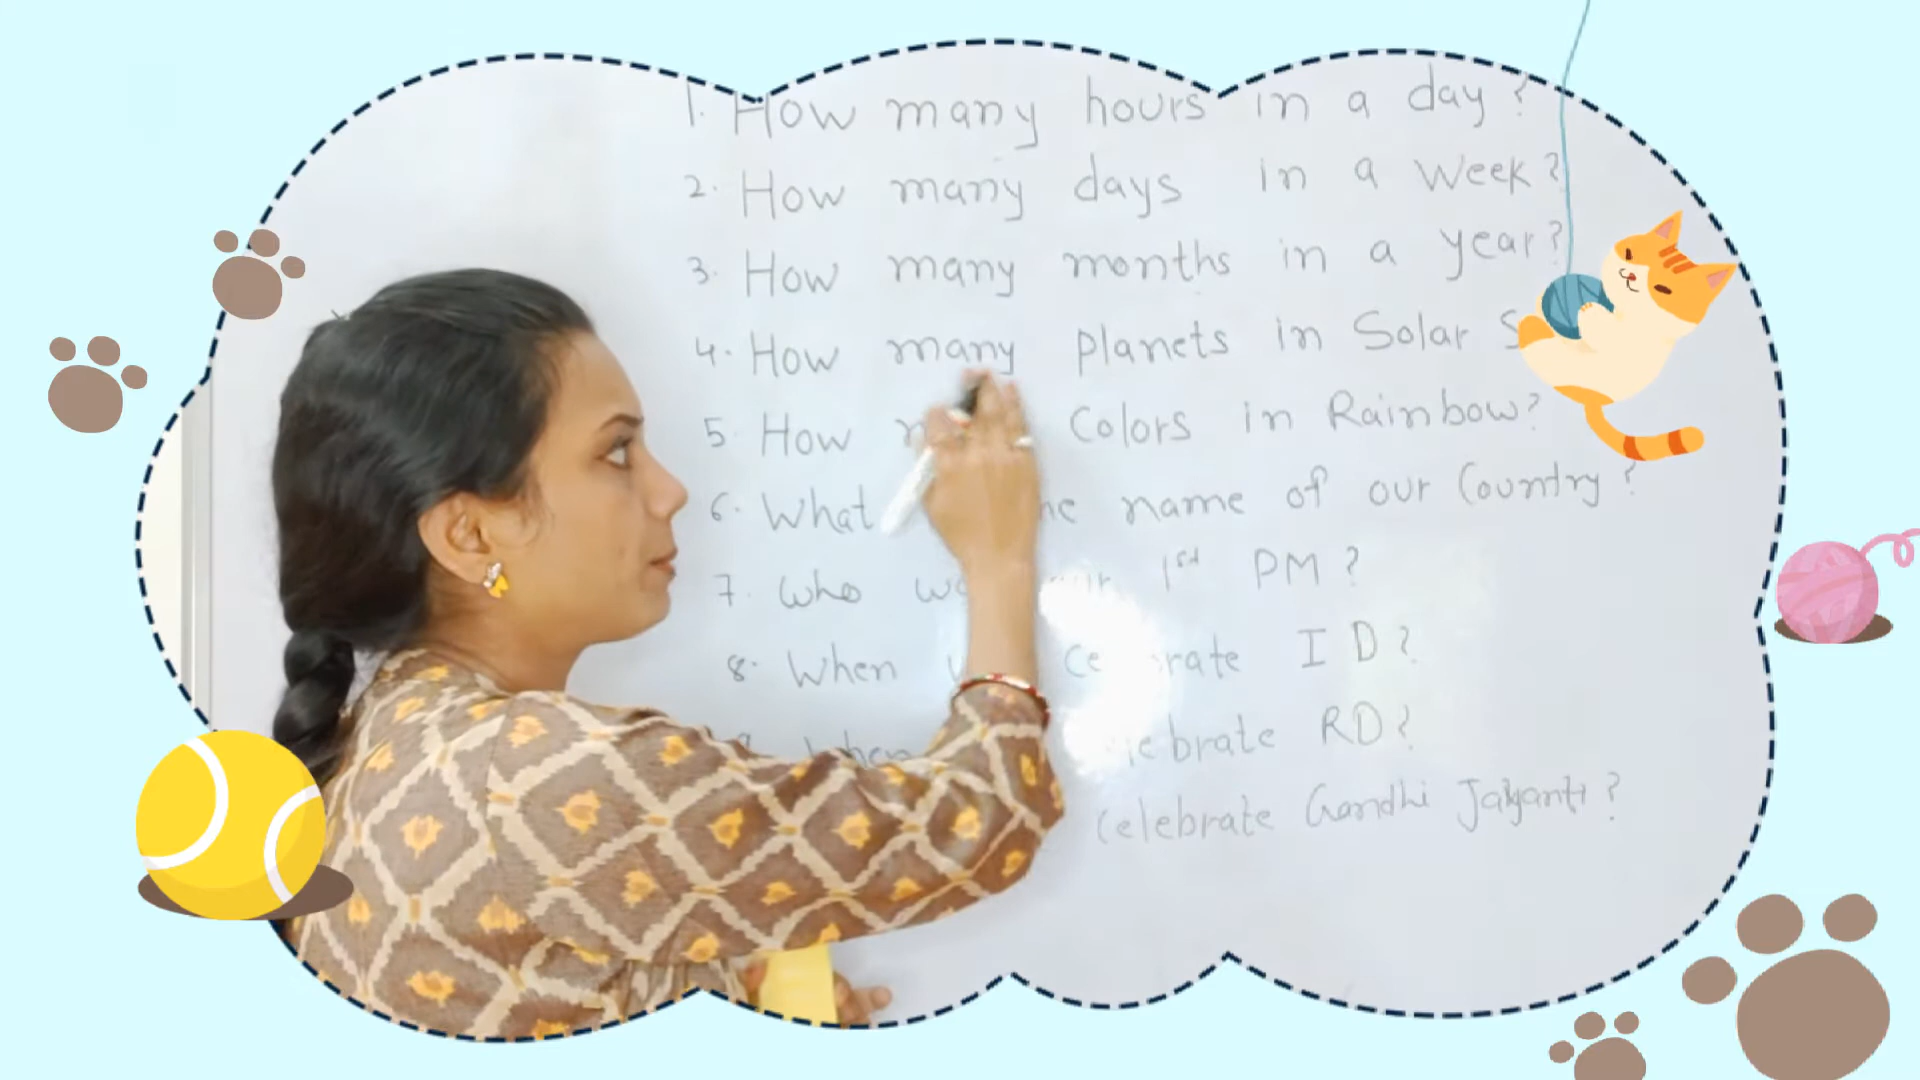 1. How many hours in a day?
2. How many days in a week?
3. How many months in a year?
4. How many planets in Solar
5. How Colors in Rainbow?
6. What name of our Country?
7. Who 1st PM?
8. When I D?
RD?
Celebrate Gandhi Jayanti?